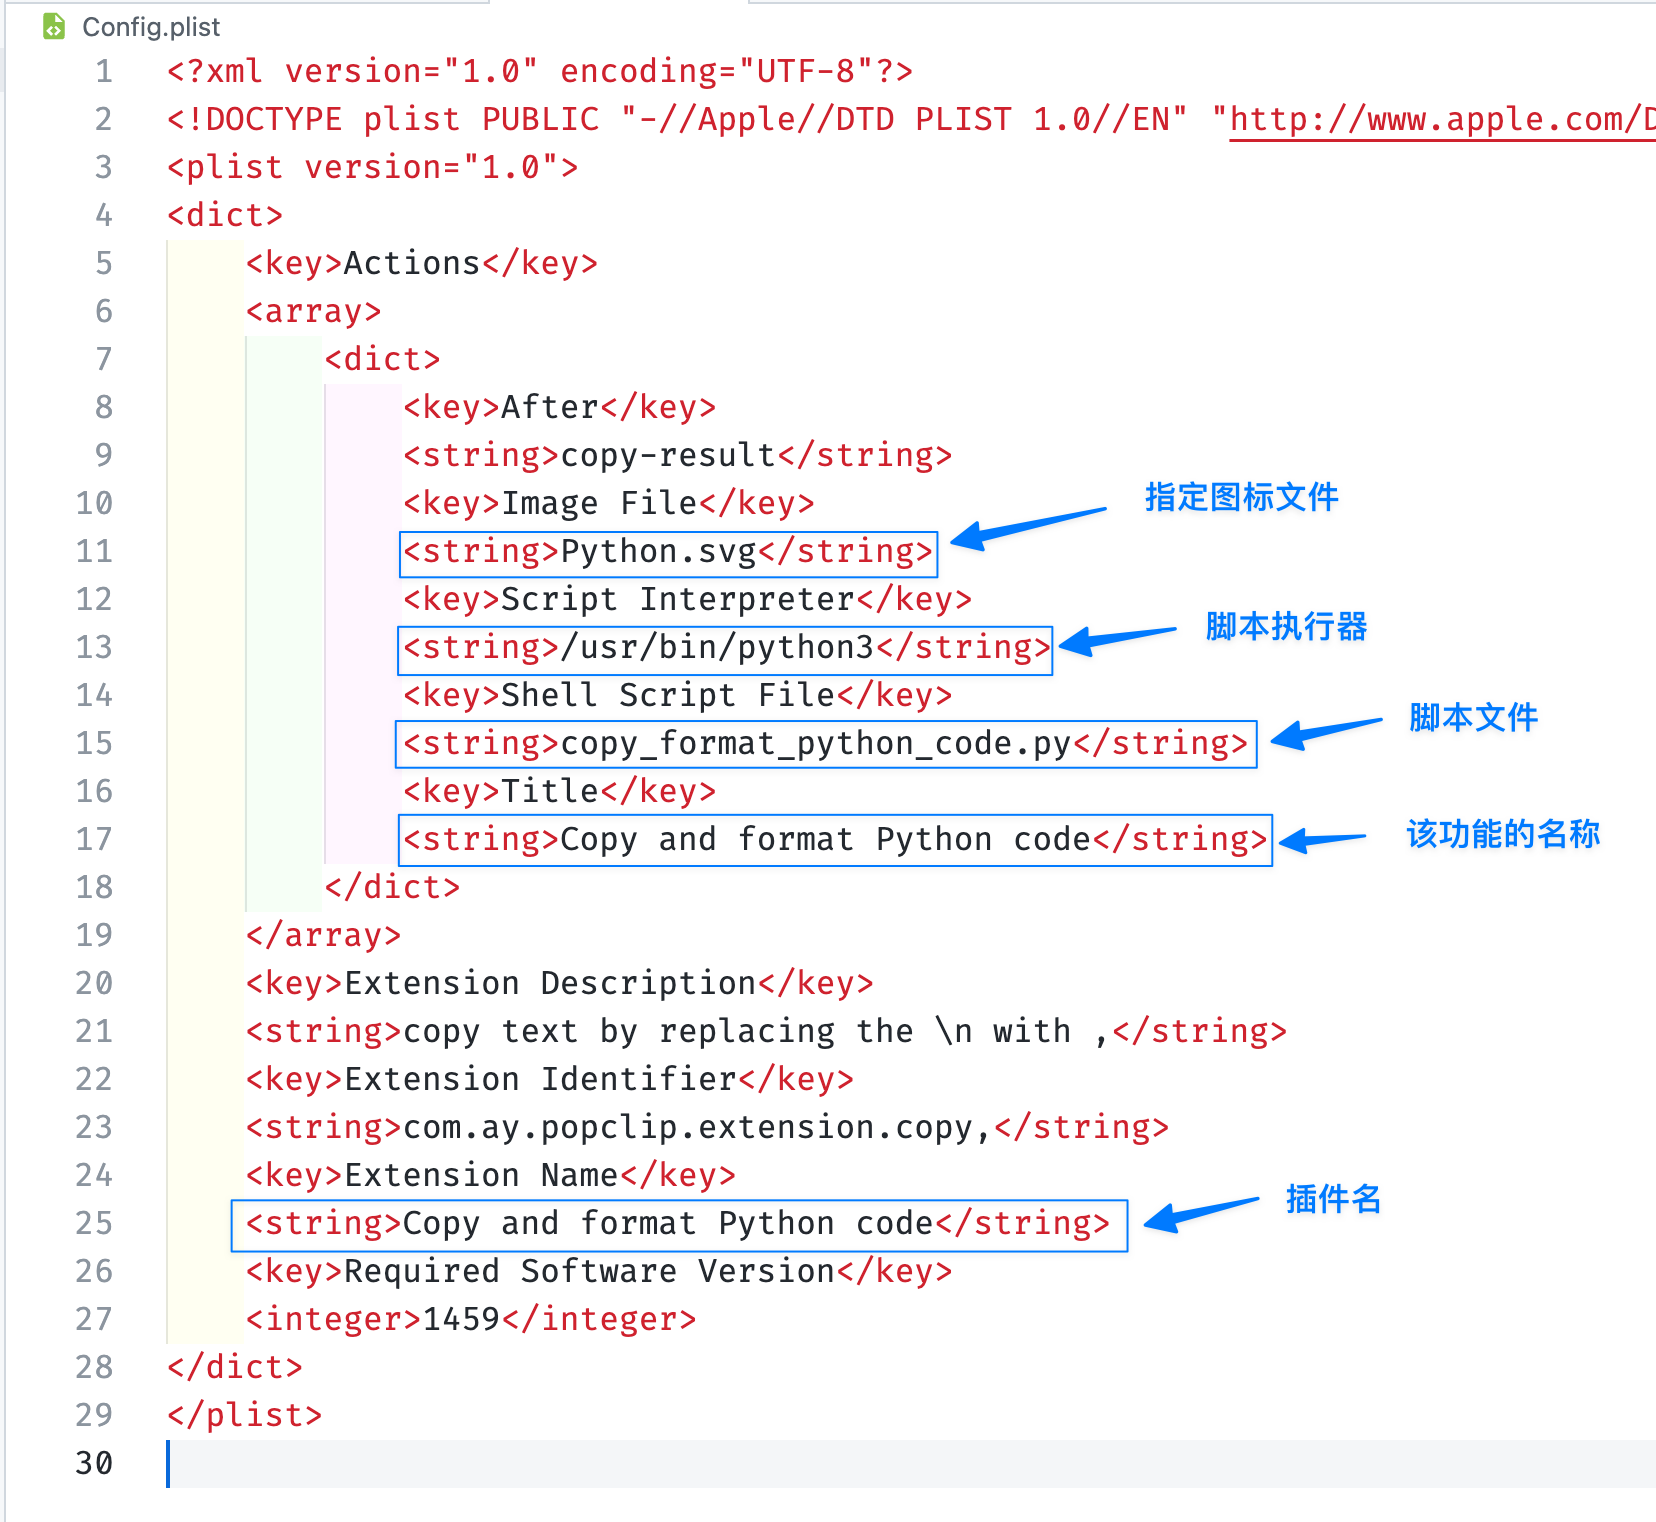 Config.plist
1 <?xml version="1.0" encoding="UTF-8"?>
2 <!DOCTYPE plist PUBLIC "-//Apple//DTD PLIST 1.0//EN" "http://www.apple.com/D
3 <plist version="1.0">
4 <dict>
5 <key>Actions</key>
6 <array>
7 <dict>
8 <key>After</key>
9 <string>copy-result</string>
10 <key>Image File</key>
指定图标文件
11 <string>Python.svg</string>
12 <key>Script Interpreter</key>
脚本执行器
13 <string>/usr/bin/python3</string>
14 <key>Shell Script File</key>
脚本文件
15 <string>copy_format_python_code.py</string>
16 <key>Title</key>
17 <string>Copy and format Python code</string>
该功能的名称
18 </dict>
19 </array>
20 <key>Extension Description</key>
21 <string>copy text by replacing the \n with ,</string>
22 <key>Extension Identifier</key>
23 <string>com.ay.popclip.extension.copy,</string>
24 <key>Extension Name</key>
插件名
25 <string>Copy and format Python code</string>
26 <key>Required Software Version</key>
27 <integer>1459</integer>
28 </dict>
29 </plist>
30